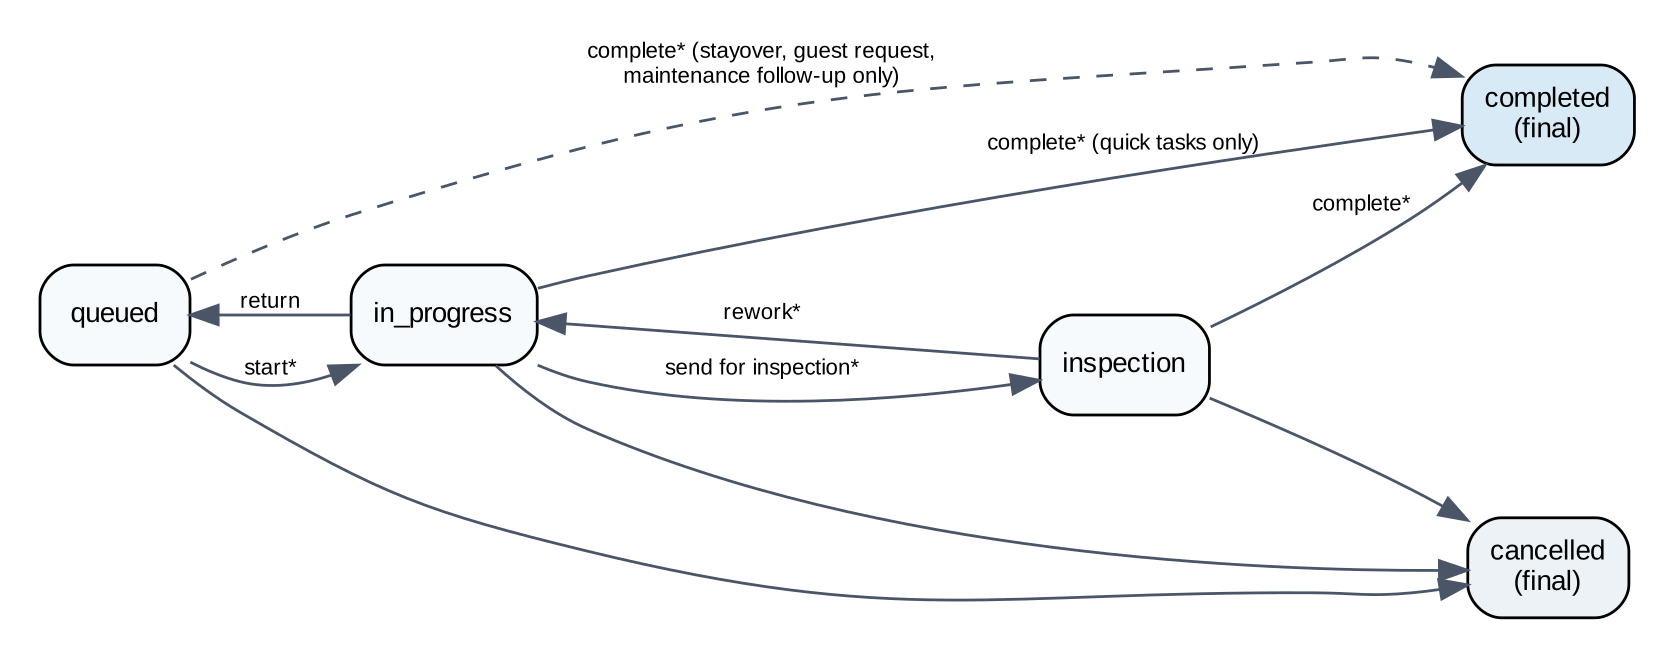 complete* (stayover, guest request,
maintenance follow-up only)
completed
(final)
complete* (quick tasks only)
complete*
queued
return
in_progress
rework*
start*
send for inspection*
inspection
cancelled
(final)